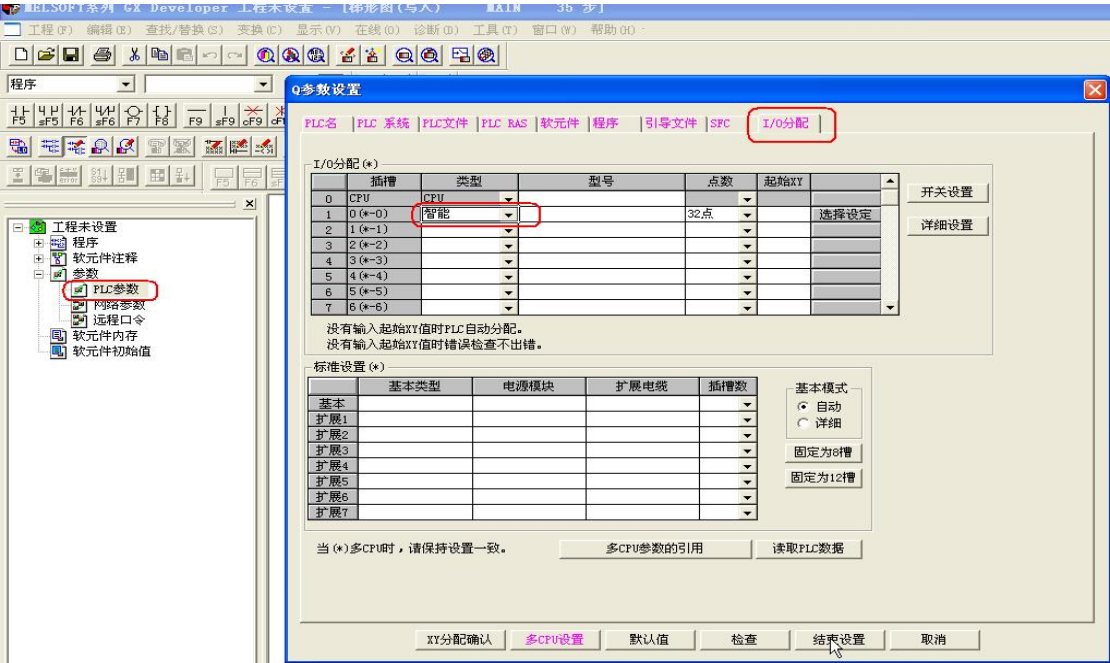 MELSOFT系列 GX Developer 工程未设置 - [梯形图(写入) MAIN 35 步]
工程(F) 编辑(E) 查找/替换(S) 变换(C) 显示(V) 在线(O) 诊断(D) 工具(T) 窗口(W) 帮助(H)
程序
F5 sF5 F6 sF6 F7 F8 F9 sF9 cF9
F5 F6
工程未设置
程序
软元件注释
参数
PLC参数
网络参数
远程口令
软元件内存
软元件初始值
Q参数设置
PLC名 PLC 系统 PLC文件 PLC RAS 软元件 程序 引导文件 SFC I/O分配
I/O分配(*)
插槽 类型 型号 点数 起始XY
0 CPU CPU
1 0(*-0) 智能 32点 选择设定
2 1(*-1)
3 2(*-2)
4 3(*-3)
5 4(*-4)
6 5(*-5)
7 6(*-6)
开关设置
详细设置
没有输入起始XY值时PLC自动分配。
没有输入起始XY值时错误检查不出错。
标准设置(*)
基本类型 电源模块 扩展电缆 插槽数
基本
扩展1
扩展2
扩展3
扩展4
扩展5
扩展6
扩展7
基本模式
自动
详细
固定为8槽
固定为12槽
当(*)多CPU时，请保持设置一致。 多CPU参数的引用 读取PLC数据
XY分配确认 多CPU设置 默认值 检查 结束设置 取消